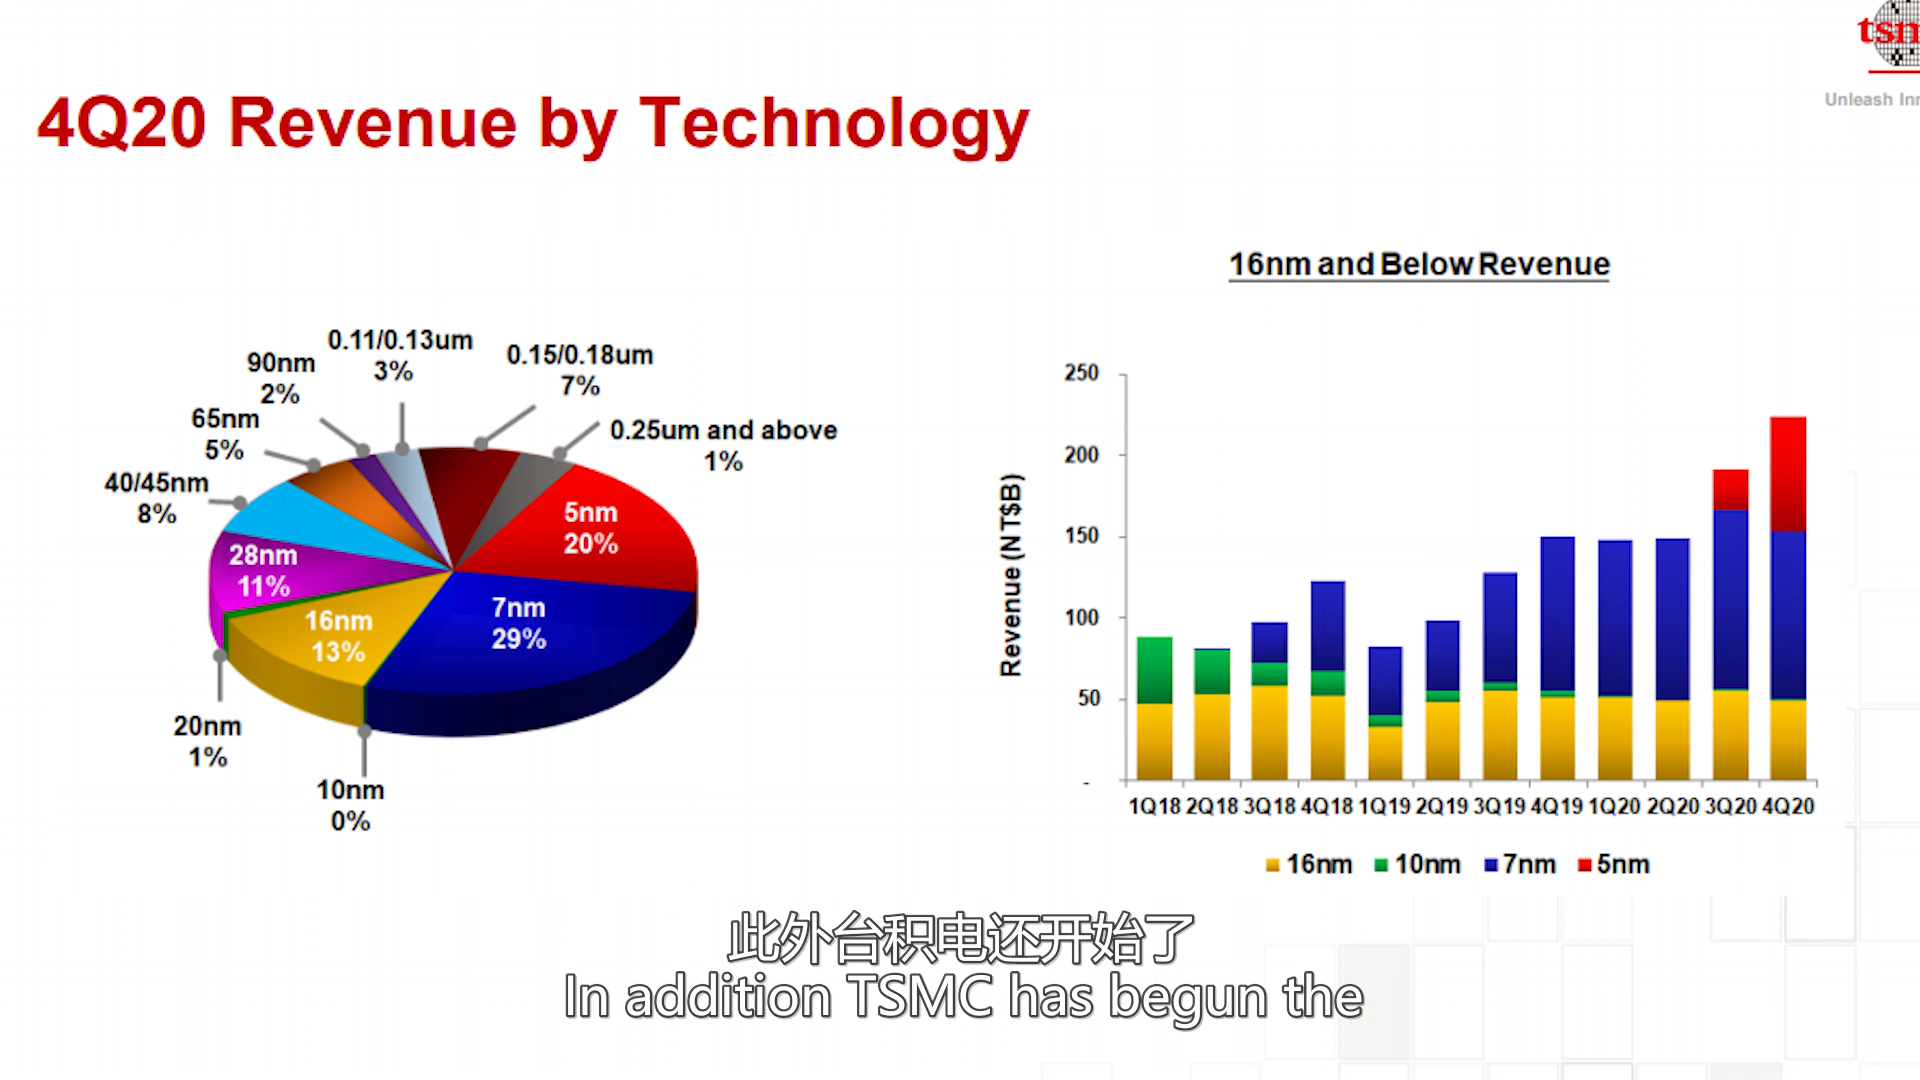 tsm
Unleash Inn
4Q20 Revenue by Technology
16nm and Below Revenue
0.11/0.13um
3%
0.15/0.18um
7%
90nm
2%
65nm
5%
0.25um and above
1%
40/45nm
8%
5nm
20%
28nm
11%
7nm
29%
16nm
13%
20nm
1%
10nm
0%
Revenue (NT$B)
250
200
150
100
50
-
1Q18 2Q18 3Q18 4Q18 1Q19 2Q19 3Q19 4Q19 1Q20 2Q20 3Q20 4Q20
16nm 10nm 7nm 5nm
此外台积电还开始了
In addition TSMC has begun the